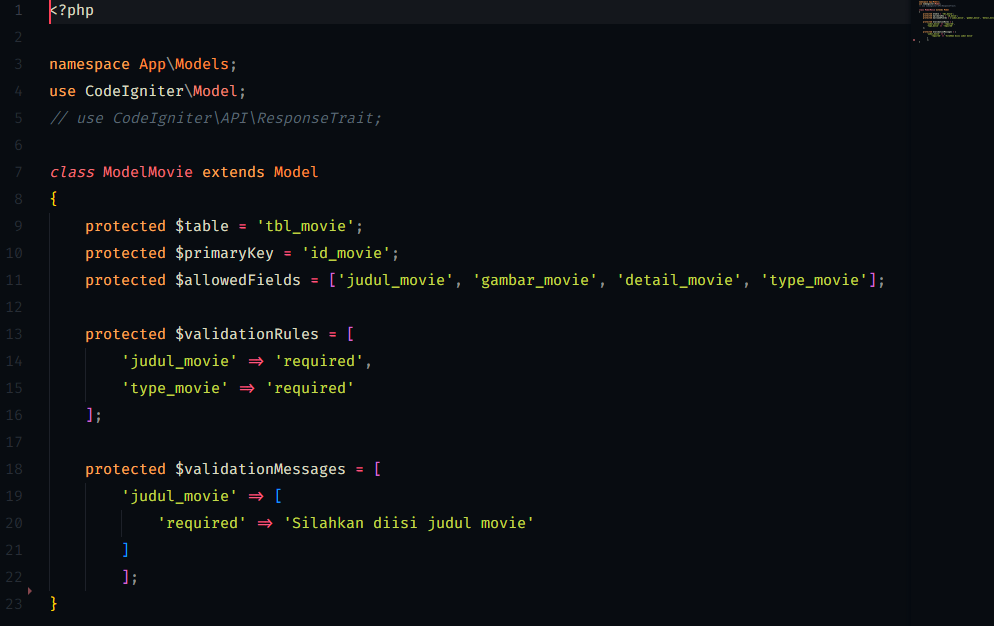 1 <?php
2
3 namespace App\Models;
4 use CodeIgniter\Model;
5 // use CodeIgniter\API\ResponseTrait;
6
7 class ModelMovie extends Model
8 {
9     protected $table = 'tbl_movie';
10     protected $primaryKey = 'id_movie';
11     protected $allowedFields = ['judul_movie', 'gambar_movie', 'detail_movie', 'type_movie'];
12
13     protected $validationRules = [
14         'judul_movie' => 'required',
15         'type_movie' => 'required'
16     ];
17
18     protected $validationMessages = [
19         'judul_movie' => [
20             'required' => 'Silahkan diisi judul movie'
21         ]
22         ];
23 }